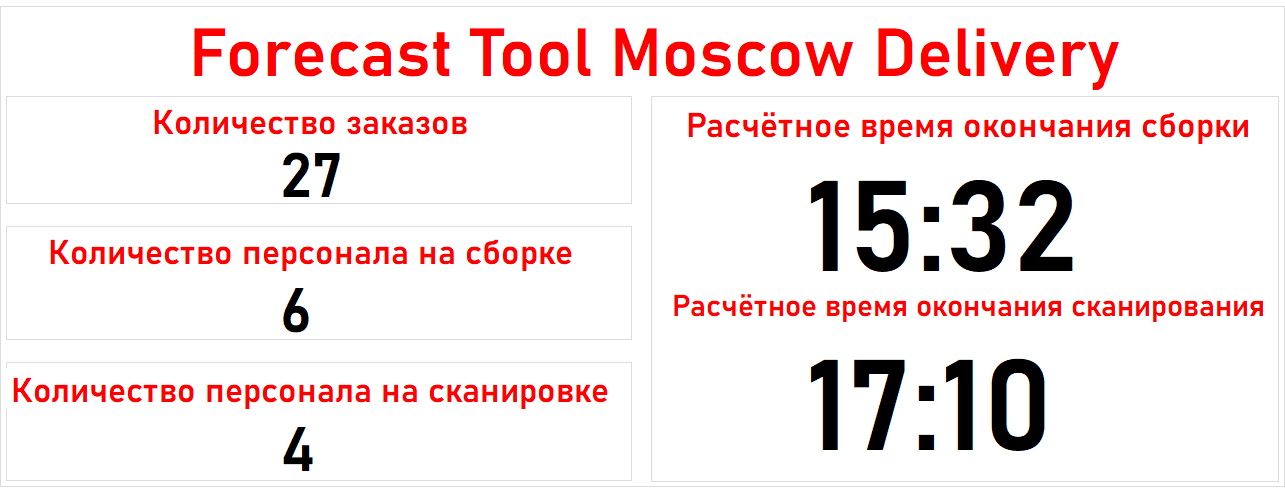 Forecast Tool Moscow Delivery
Количество заказов
27
Количество персонала на сборке
6
Количество персонала на сканировке
4
Расчётное время окончания сборки
15:32
Расчётное время окончания сканирования
17:10